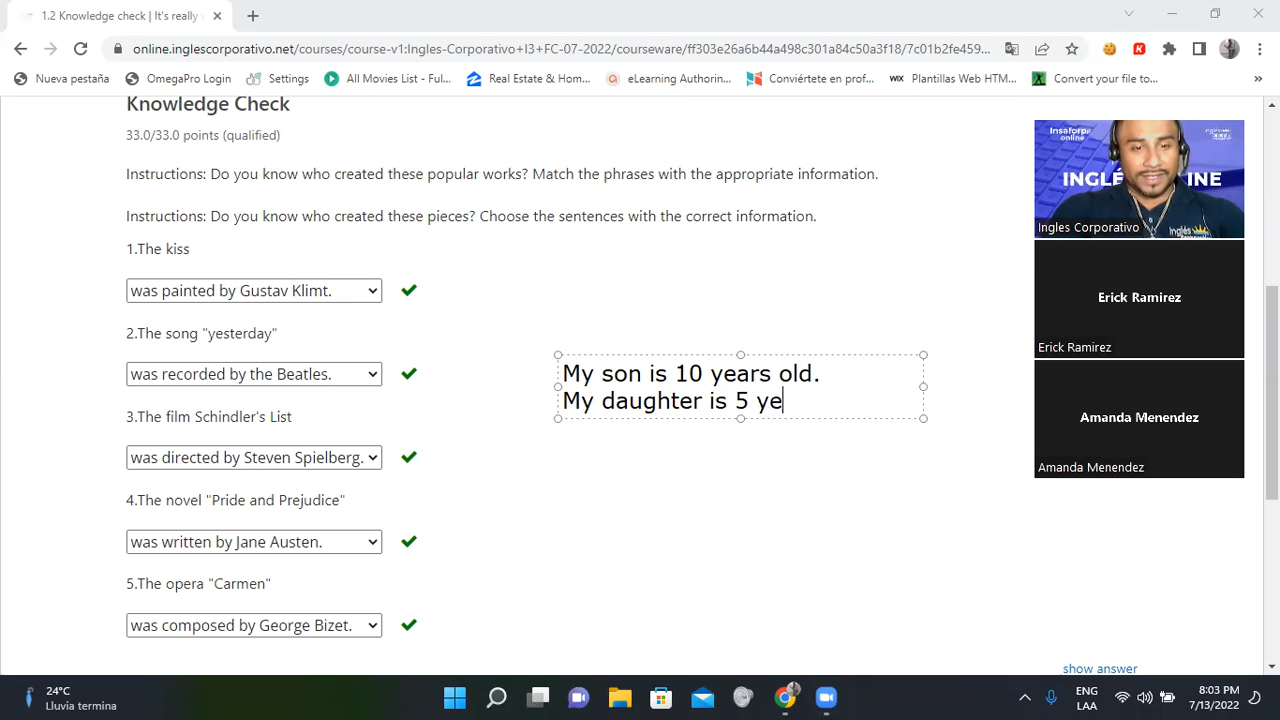 1.2 Knowledge check | It's really
online.inglescorporativo.net/courses/course-v1:Ingles-Corporativo+I3+FC-07-2022/courseware/ff303e26a6b44a498c301a84c50a3f18/7c01b2fe459...
Nueva pestaña
OmegaPro Login
Settings
All Movies List - Ful...
Real Estate & Hom...
eLearning Authorin...
Conviértete en prof...
WIX Plantillas Web HTM...
Convert your file to...
»
Knowledge Check
33.0/33.0 points (qualified)
Instructions: Do you know who created these popular works? Match the phrases with the appropriate information.
Instructions: Do you know who created these pieces? Choose the sentences with the correct information.
1.The kiss
was painted by Gustav Klimt.
2.The song "yesterday"
was recorded by the Beatles.
3.The film Schindler's List
was directed by Steven Spielberg.
4.The novel "Pride and Prejudice"
was written by Jane Austen.
5.The opera "Carmen"
was composed by George Bizet.
My son is 10 years old.
My daughter is 5 ye
show answer
Insaforp
online
INGLÉ
INE
Ingles Corporativo
Erick Ramirez
Erick Ramirez
Amanda Menendez
Amanda Menendez
24°C
Lluvia termina
ENG
LAA
8:03 PM
7/13/2022